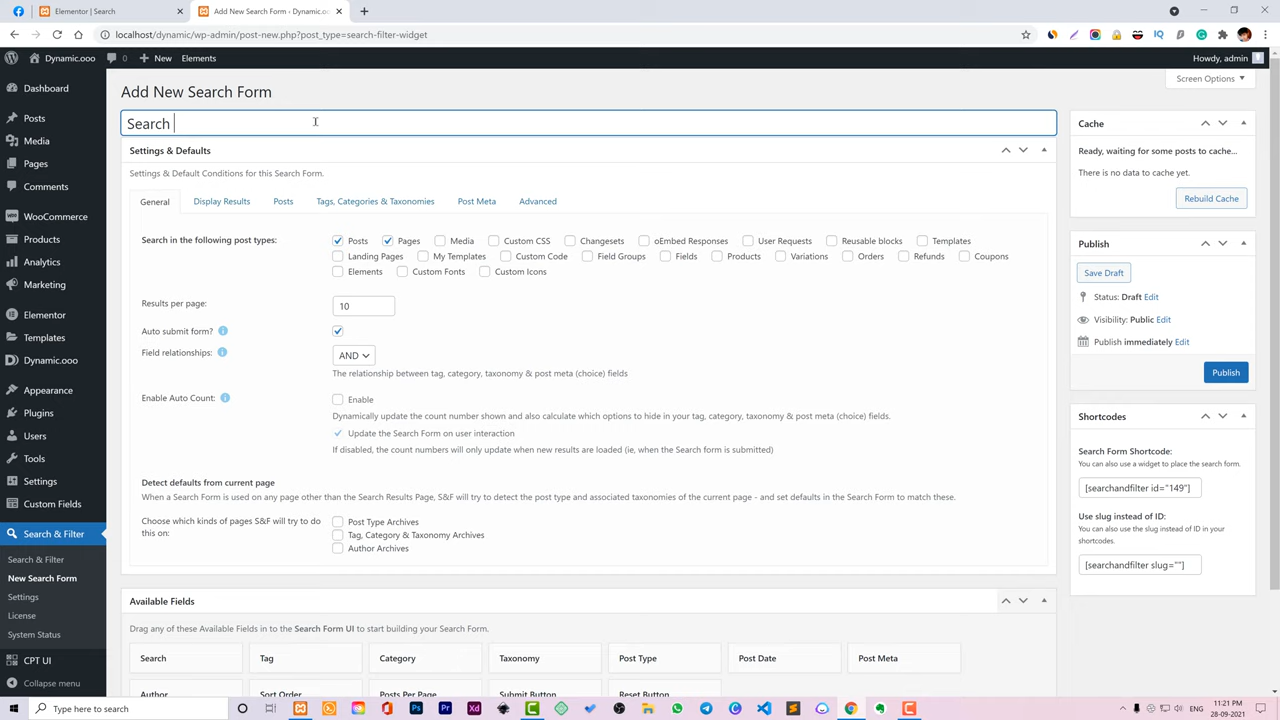 Elementor | Search
Add New Search Form ‹ Dynamic.oo
localhost/dynamic/wp-admin/post-new.php?post_type=search-filter-widget
Dynamic.ooo
0
New
Elements
Howdy, admin
Screen Options
Dashboard
Posts
Media
Pages
Comments
WooCommerce
Products
Analytics
Marketing
Elementor
Templates
Dynamic.ooo
Appearance
Plugins
Users
Tools
Settings
Custom Fields
Search & Filter
Search & Filter
New Search Form
Settings
License
System Status
CPT UI
Collapse menu
Add New Search Form
Search
Settings & Defaults
Settings & Default Conditions for this Search Form.
General Display Results Posts Tags, Categories & Taxonomies Post Meta Advanced
Search in the following post types:
Posts Pages Media Custom CSS Changesets oEmbed Responses User Requests Reusable blocks Templates
Landing Pages My Templates Custom Code Field Groups Fields Products Variations Orders Refunds Coupons
Elements Custom Fonts Custom Icons
Results per page: 10
Auto submit form?
Field relationships: AND
The relationship between tag, category, taxonomy & post meta (choice) fields
Enable Auto Count: Enable
Dynamically update the count number shown and also calculate which options to hide in your tag, category, taxonomy & post meta (choice) fields.
Update the Search Form on user interaction
If disabled, the count numbers will only update when new results are loaded (ie, when the Search form is submitted)
Detect defaults from current page
When a Search Form is used on any page other than the Search Results Page, S&F will try to detect the post type and associated taxonomies of the current page - and set defaults in the Search Form to match these.
Choose which kinds of pages S&F will try to do
this on:
Post Type Archives
Tag, Category & Taxonomy Archives
Author Archives
Available Fields
Drag any of these Available Fields in to the Search Form UI to start building your Search Form.
Search Tag Category Taxonomy Post Type Post Date Post Meta
Author Sort Order Posts Per Page Submit Button Reset Button
Cache
Ready, waiting for some posts to cache...
There is no data to cache yet.
Rebuild Cache
Publish
Save Draft
Status: Draft Edit
Visibility: Public Edit
Publish immediately Edit
Publish
Shortcodes
Search Form Shortcode:
You can also use a widget to place the search form.
[searchandfilter id="149"]
Use slug instead of ID:
You can also use the slug instead of ID in your
shortcodes.
[searchandfilter slug=""]
Type here to search
11:21 PM
28-09-2021